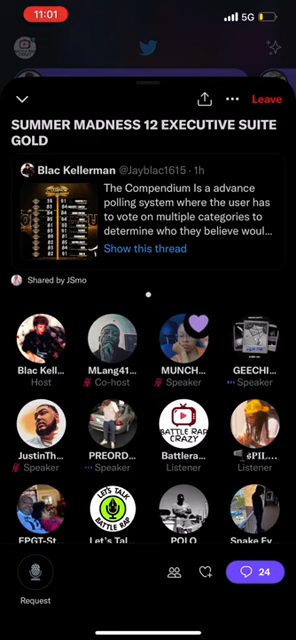 11:01
5G
Leave
SUMMER MADNESS 12 EXECUTIVE SUITE
GOLD
Blac Kellerman @Jayblac1615 · 1h
The Compendium Is a advance
polling system where the user has
to vote on multiple categories to
determine who they believe woul...
Show this thread
Shared by JSmo
Blac Kell... MLang41... MUNCH... GEECHI...
Host Co-host Speaker Speaker
BATTLE RAP
CRAZY
JustinTh... PREORD... Battlera...
Speaker Speaker Listener Listener
LET'S TALK
BATTLE RAP
FPGT-St... Let's Tal... POLO Snake Ey...
24
Request